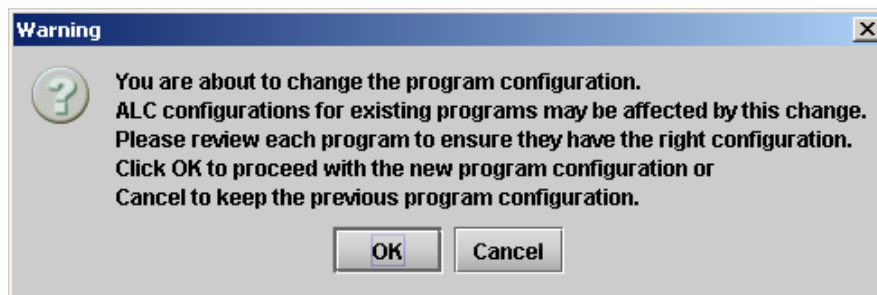 Warning
You are about to change the program configuration.
ALC configurations for existing programs may be affected by this change.
Please review each program to ensure they have the right configuration.
Click OK to proceed with the new program configuration or
Cancel to keep the previous program configuration.
OK Cancel